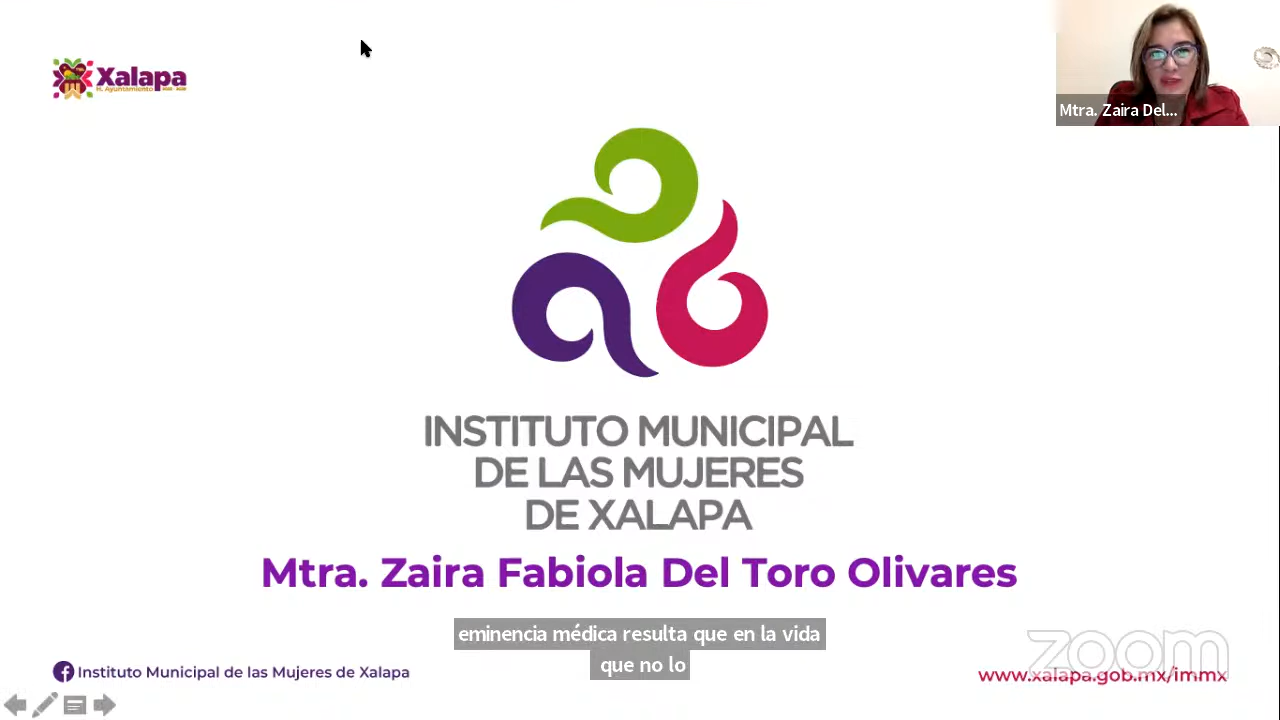 Xalapa
H. Ayuntamiento
Mtra. Zaira Del...
INSTITUTO MUNICIPAL
DE LAS MUJERES
DE XALAPA
Mtra. Zaira Fabiola Del Toro Olivares
eminencia médica resulta que en la vida
que no lo
Instituto Municipal de las Mujeres de Xalapa
zoom
www.xalapa.gob.mx/immx